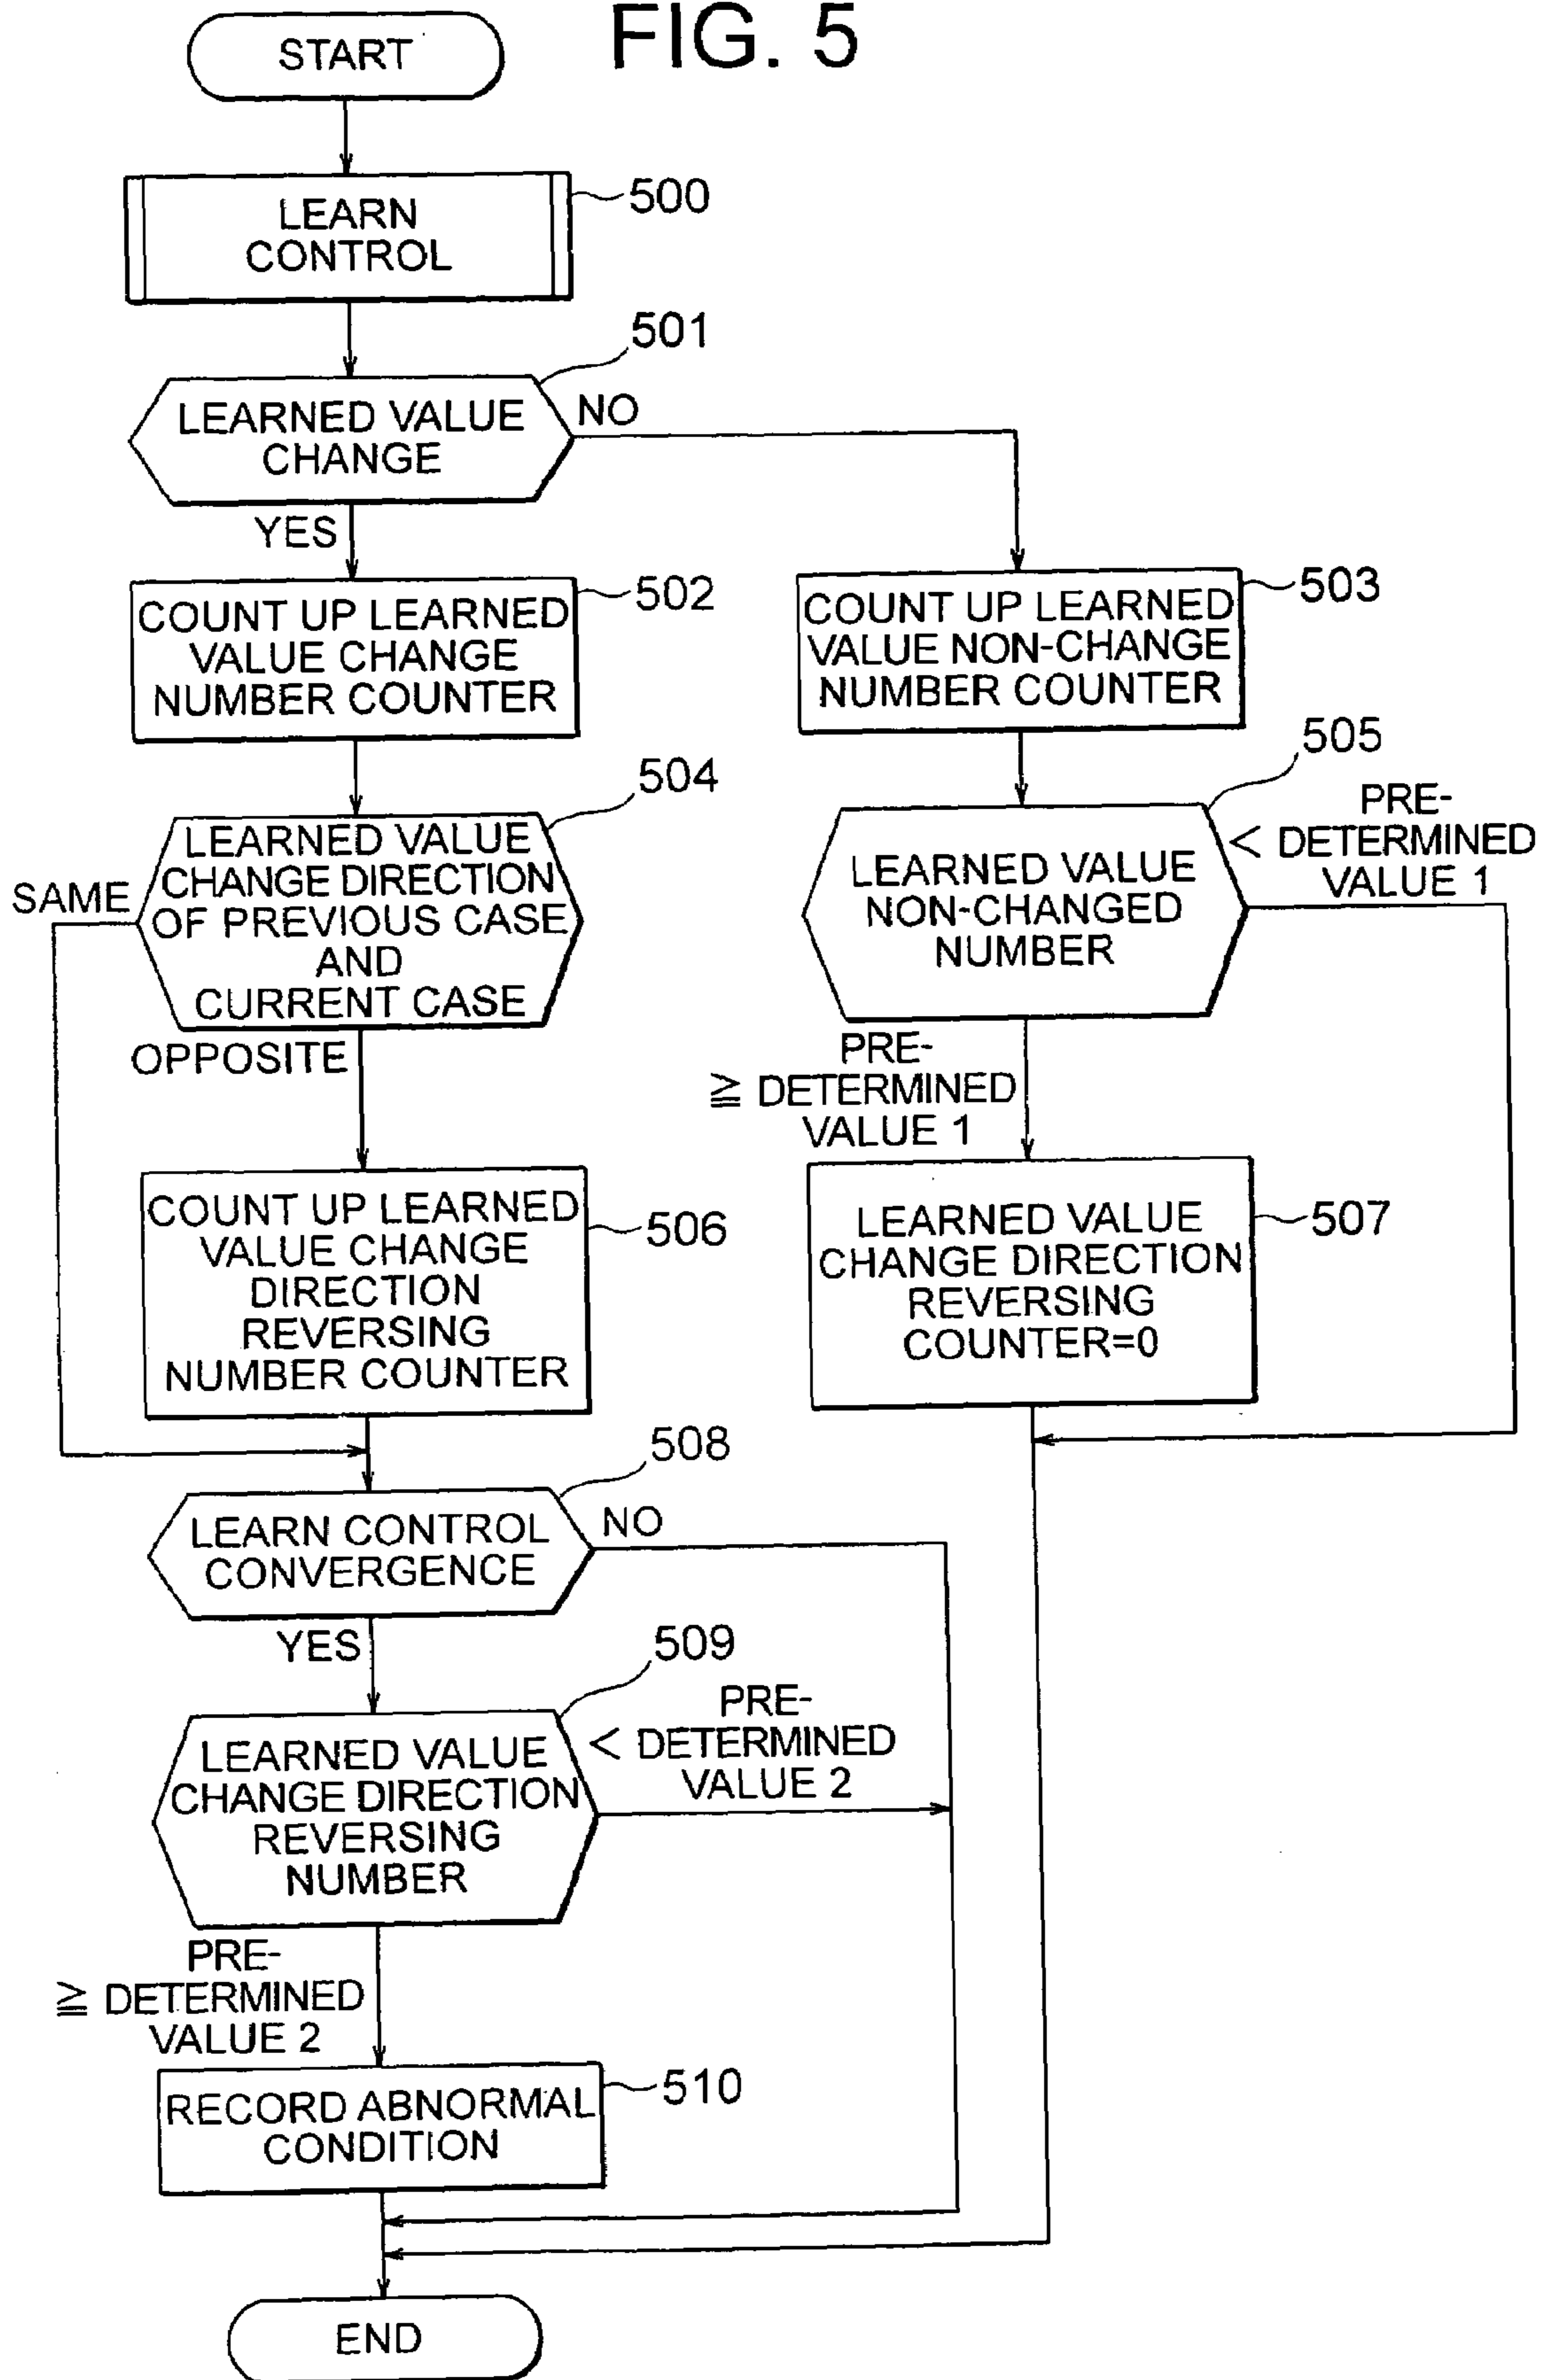 FIG. 5
START
LEARN
CONTROL
500
501
LEARNED VALUE
CHANGE
NO
YES
COUNT UP LEARNED
VALUE CHANGE
NUMBER COUNTER
502
COUNT UP LEARNED
VALUE NON-CHANGE
NUMBER COUNTER
503
504
LEARNED VALUE
CHANGE DIRECTION
OF PREVIOUS CASE
AND
CURRENT CASE
SAME
OPPOSITE
505
LEARNED VALUE
NON-CHANGED
NUMBER
PRE-
< DETERMINED
VALUE 1
PRE-
≧ DETERMINED
VALUE 1
COUNT UP LEARNED
VALUE CHANGE
DIRECTION
REVERSING
NUMBER COUNTER
506
LEARNED VALUE
CHANGE DIRECTION
REVERSING
COUNTER=0
507
508
LEARN CONTROL
CONVERGENCE
NO
YES
509
LEARNED VALUE
CHANGE DIRECTION
REVERSING
NUMBER
PRE-
< DETERMINED
VALUE 2
PRE-
≧ DETERMINED
VALUE 2
RECORD ABNORMAL
CONDITION
510
END